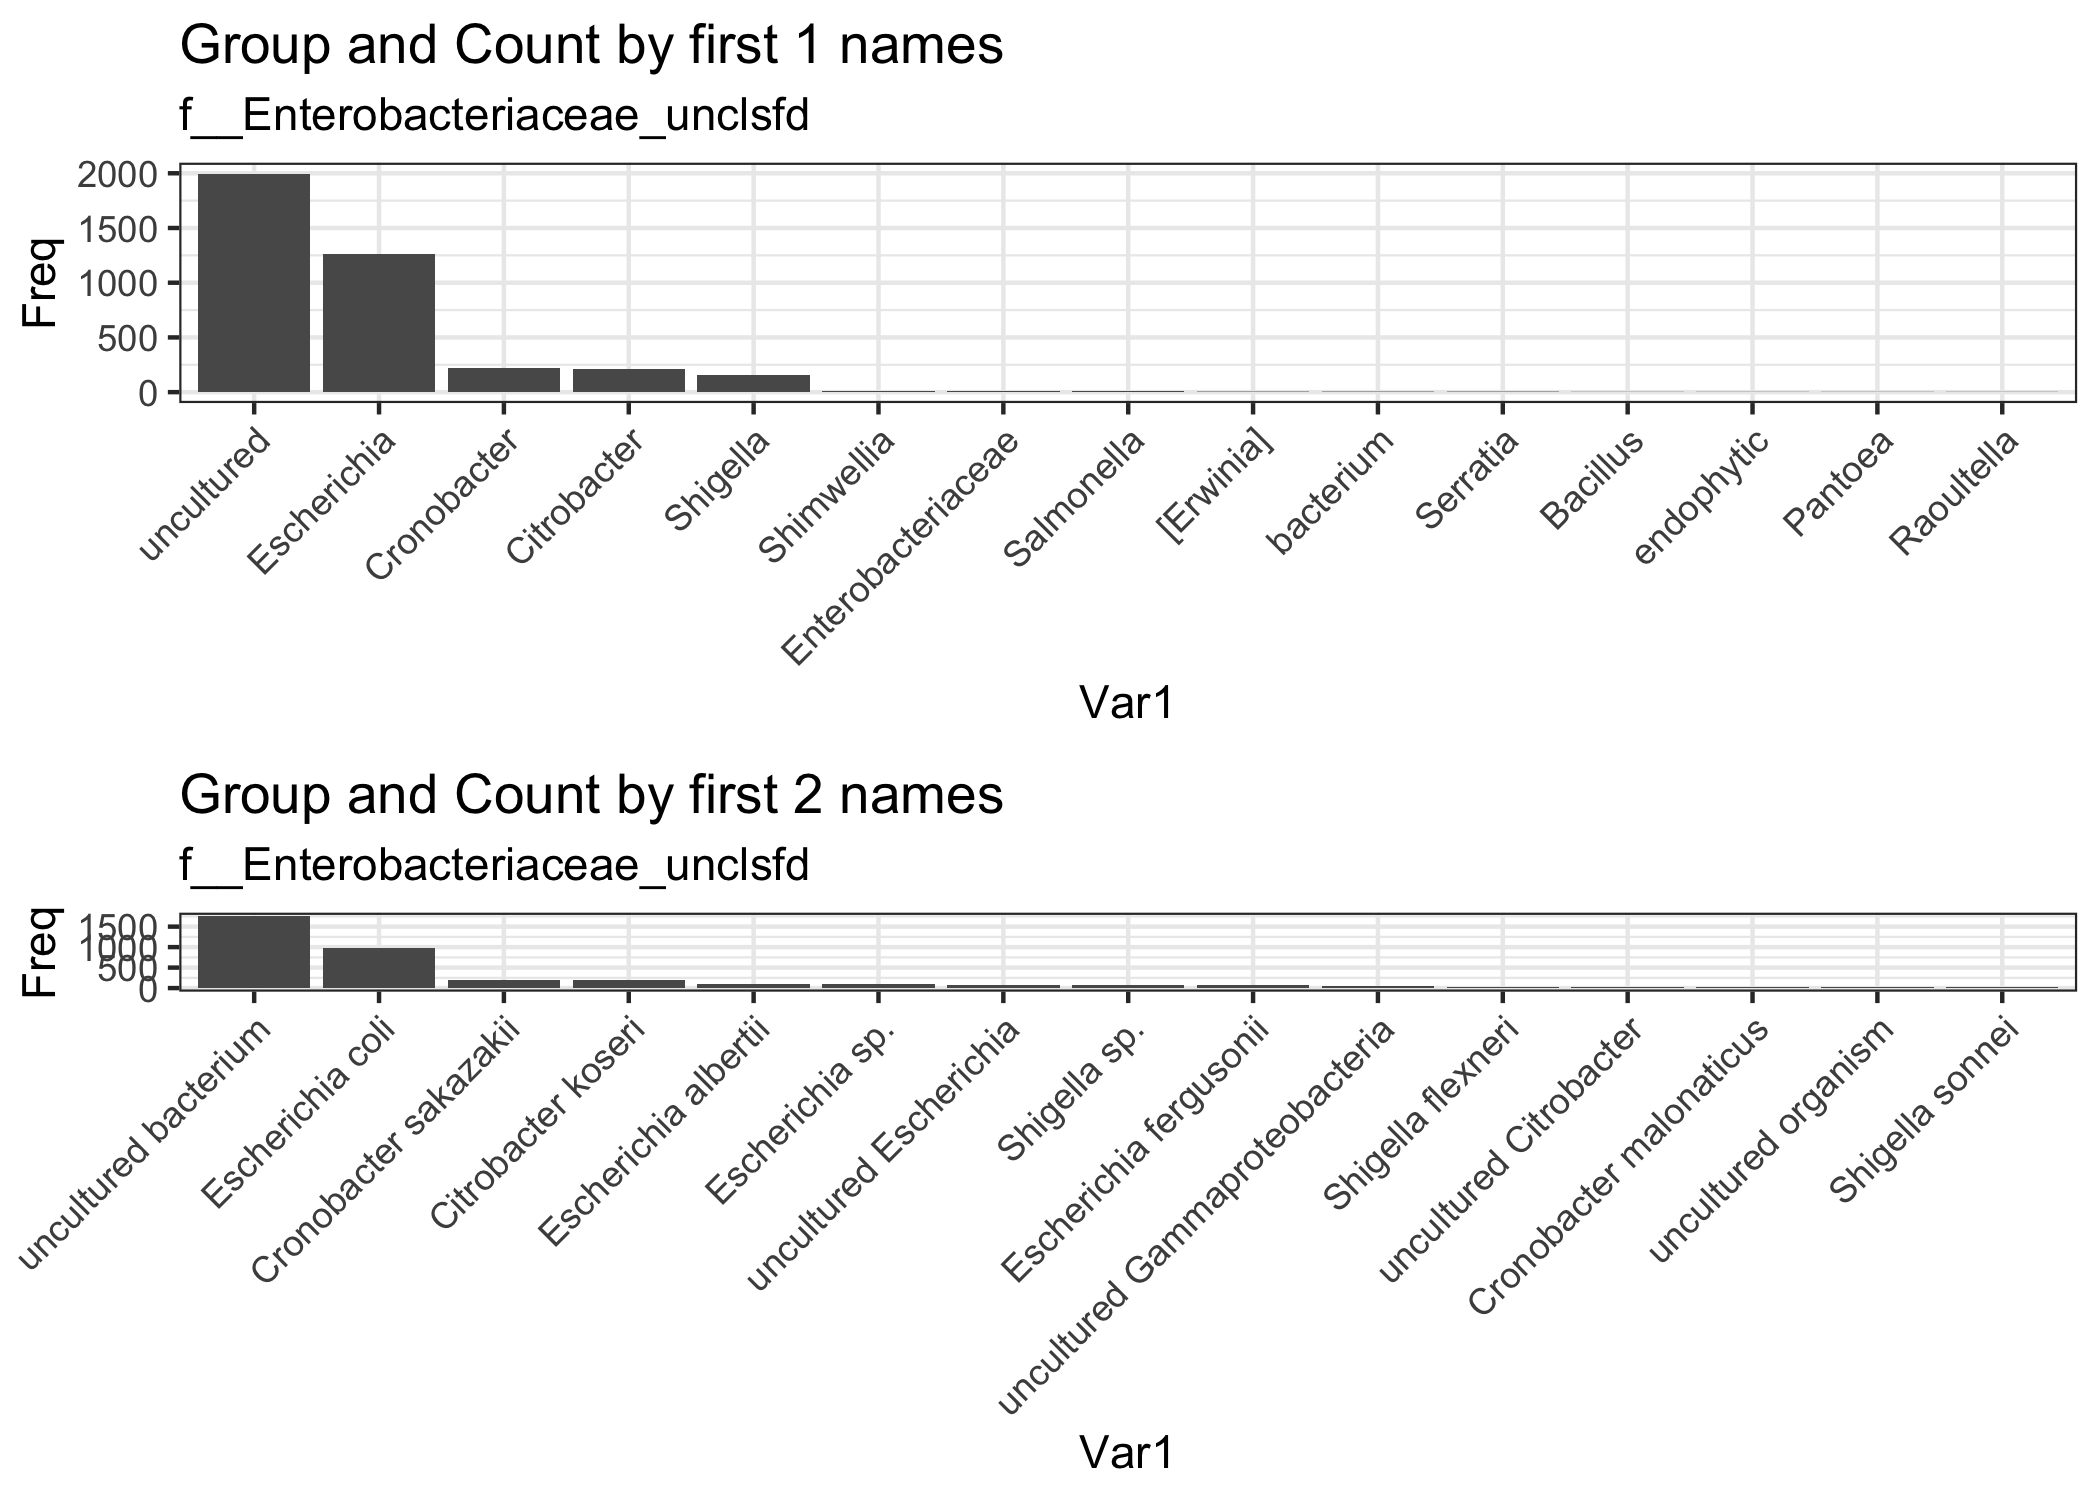 Group and Count by first 1 names
f__Enterobacteriaceae_unclsfd
Freq
2000
1500
1000
500
0
uncultured
Escherichia
Cronobacter
Citrobacter
Shigella
Shimwellia
Enterobacteriaceae
Salmonella
[Erwinia]
bacterium
Serratia
Bacillus
endophytic
Pantoea
Raoultella
Var1
Group and Count by first 2 names
f__Enterobacteriaceae_unclsfd
Freq
1500
1000
500
0
uncultured bacterium
Escherichia coli
Cronobacter sakazakii
Citrobacter koseri
Escherichia albertii
Escherichia sp.
uncultured Escherichia
Shigella sp.
Escherichia fergusonii
uncultured Gammaproteobacteria
Shigella flexneri
uncultured Citrobacter
Cronobacter malonaticus
uncultured organism
Shigella sonnei
Var1